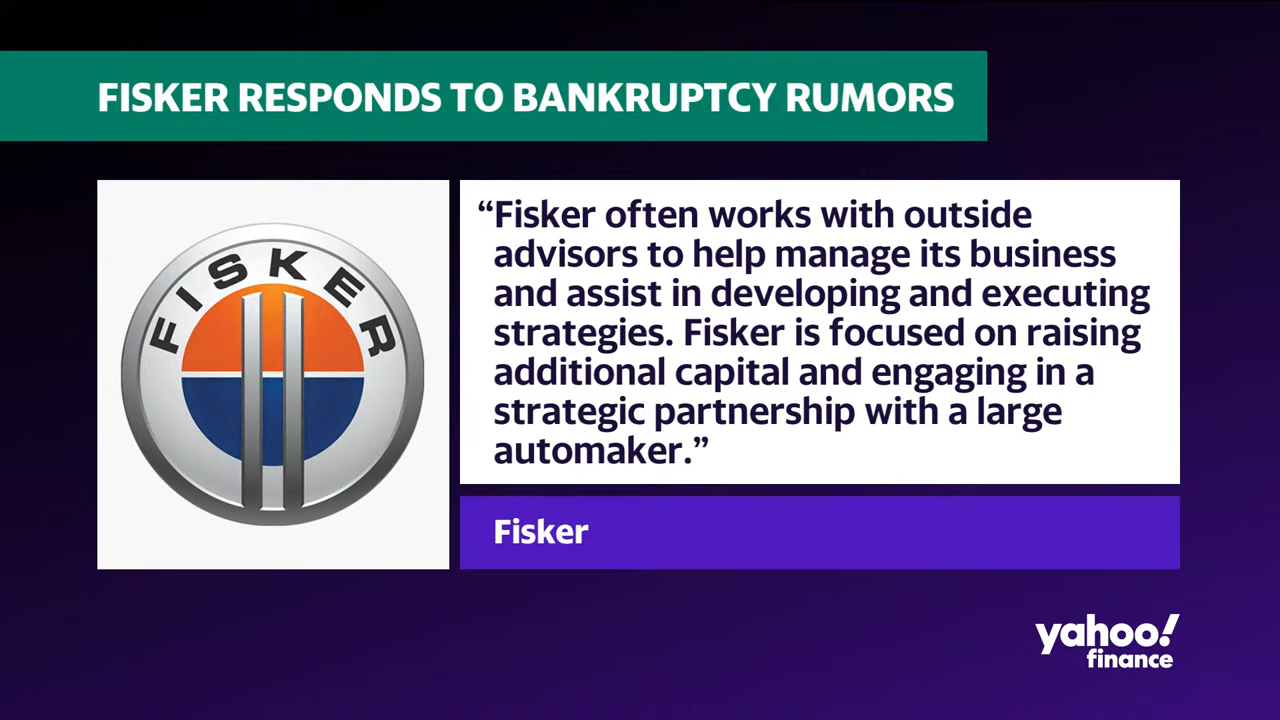 FISKER RESPONDS TO BANKRUPTCY RUMORS
FISKER
“Fisker often works with outside
advisors to help manage its business
and assist in developing and executing
strategies. Fisker is focused on raising
additional capital and engaging in a
strategic partnership with a large
automaker.”
Fisker
yahoo!
finance